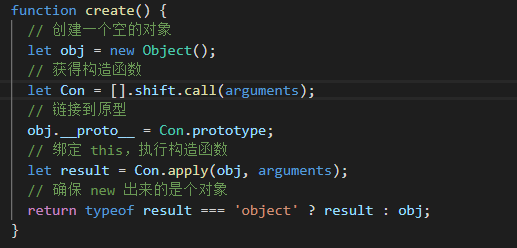 function create() {
  // 创建一个空的对象
  let obj = new Object();
  // 获得构造函数
  let Con = [].shift.call(arguments);
  // 链接到原型
  obj.__proto__ = Con.prototype;
  // 绑定 this，执行构造函数
  let result = Con.apply(obj, arguments);
  // 确保 new 出来的是个对象
  return typeof result === 'object' ? result : obj;
}